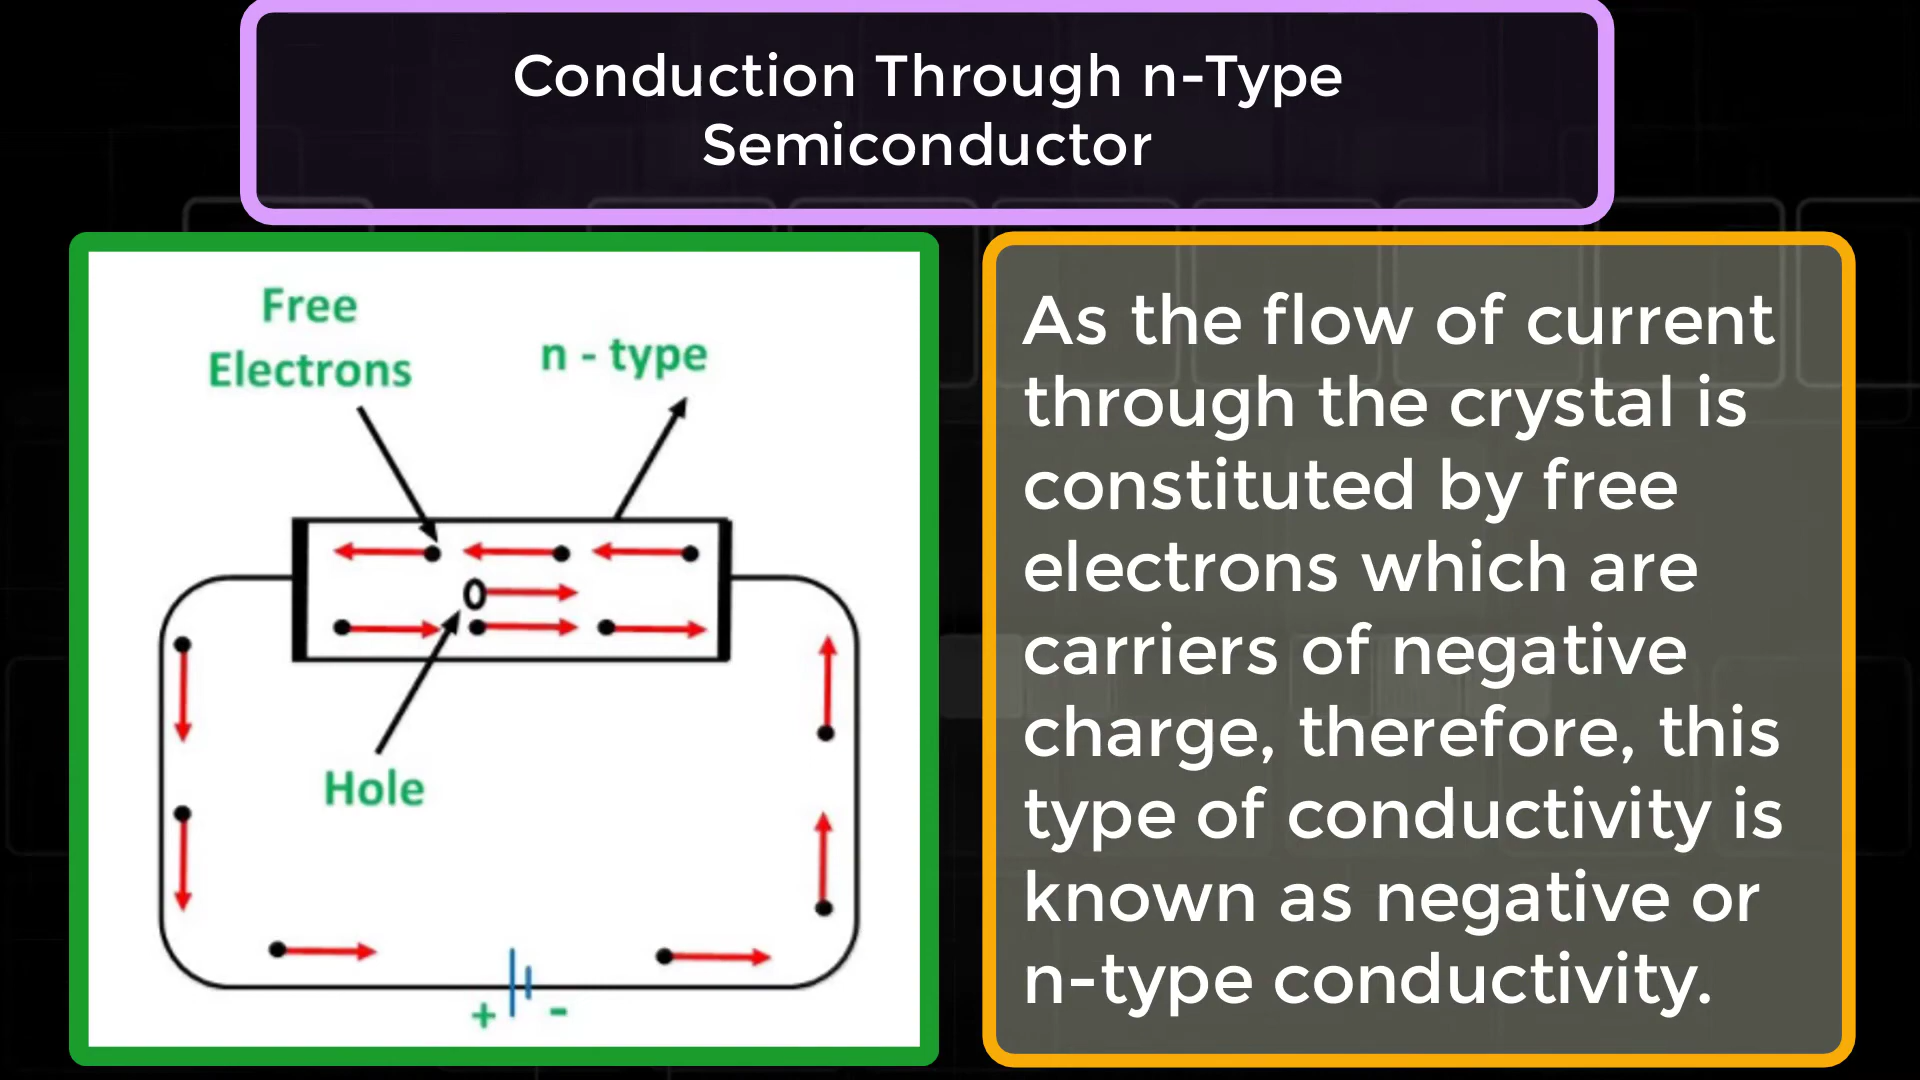 Conduction Through n-Type
Semiconductor
Free
Electrons
n - type
Hole
+ -
As the flow of current
through the crystal is
constituted by free
electrons which are
carriers of negative
charge, therefore, this
type of conductivity is
known as negative or
n-type conductivity.